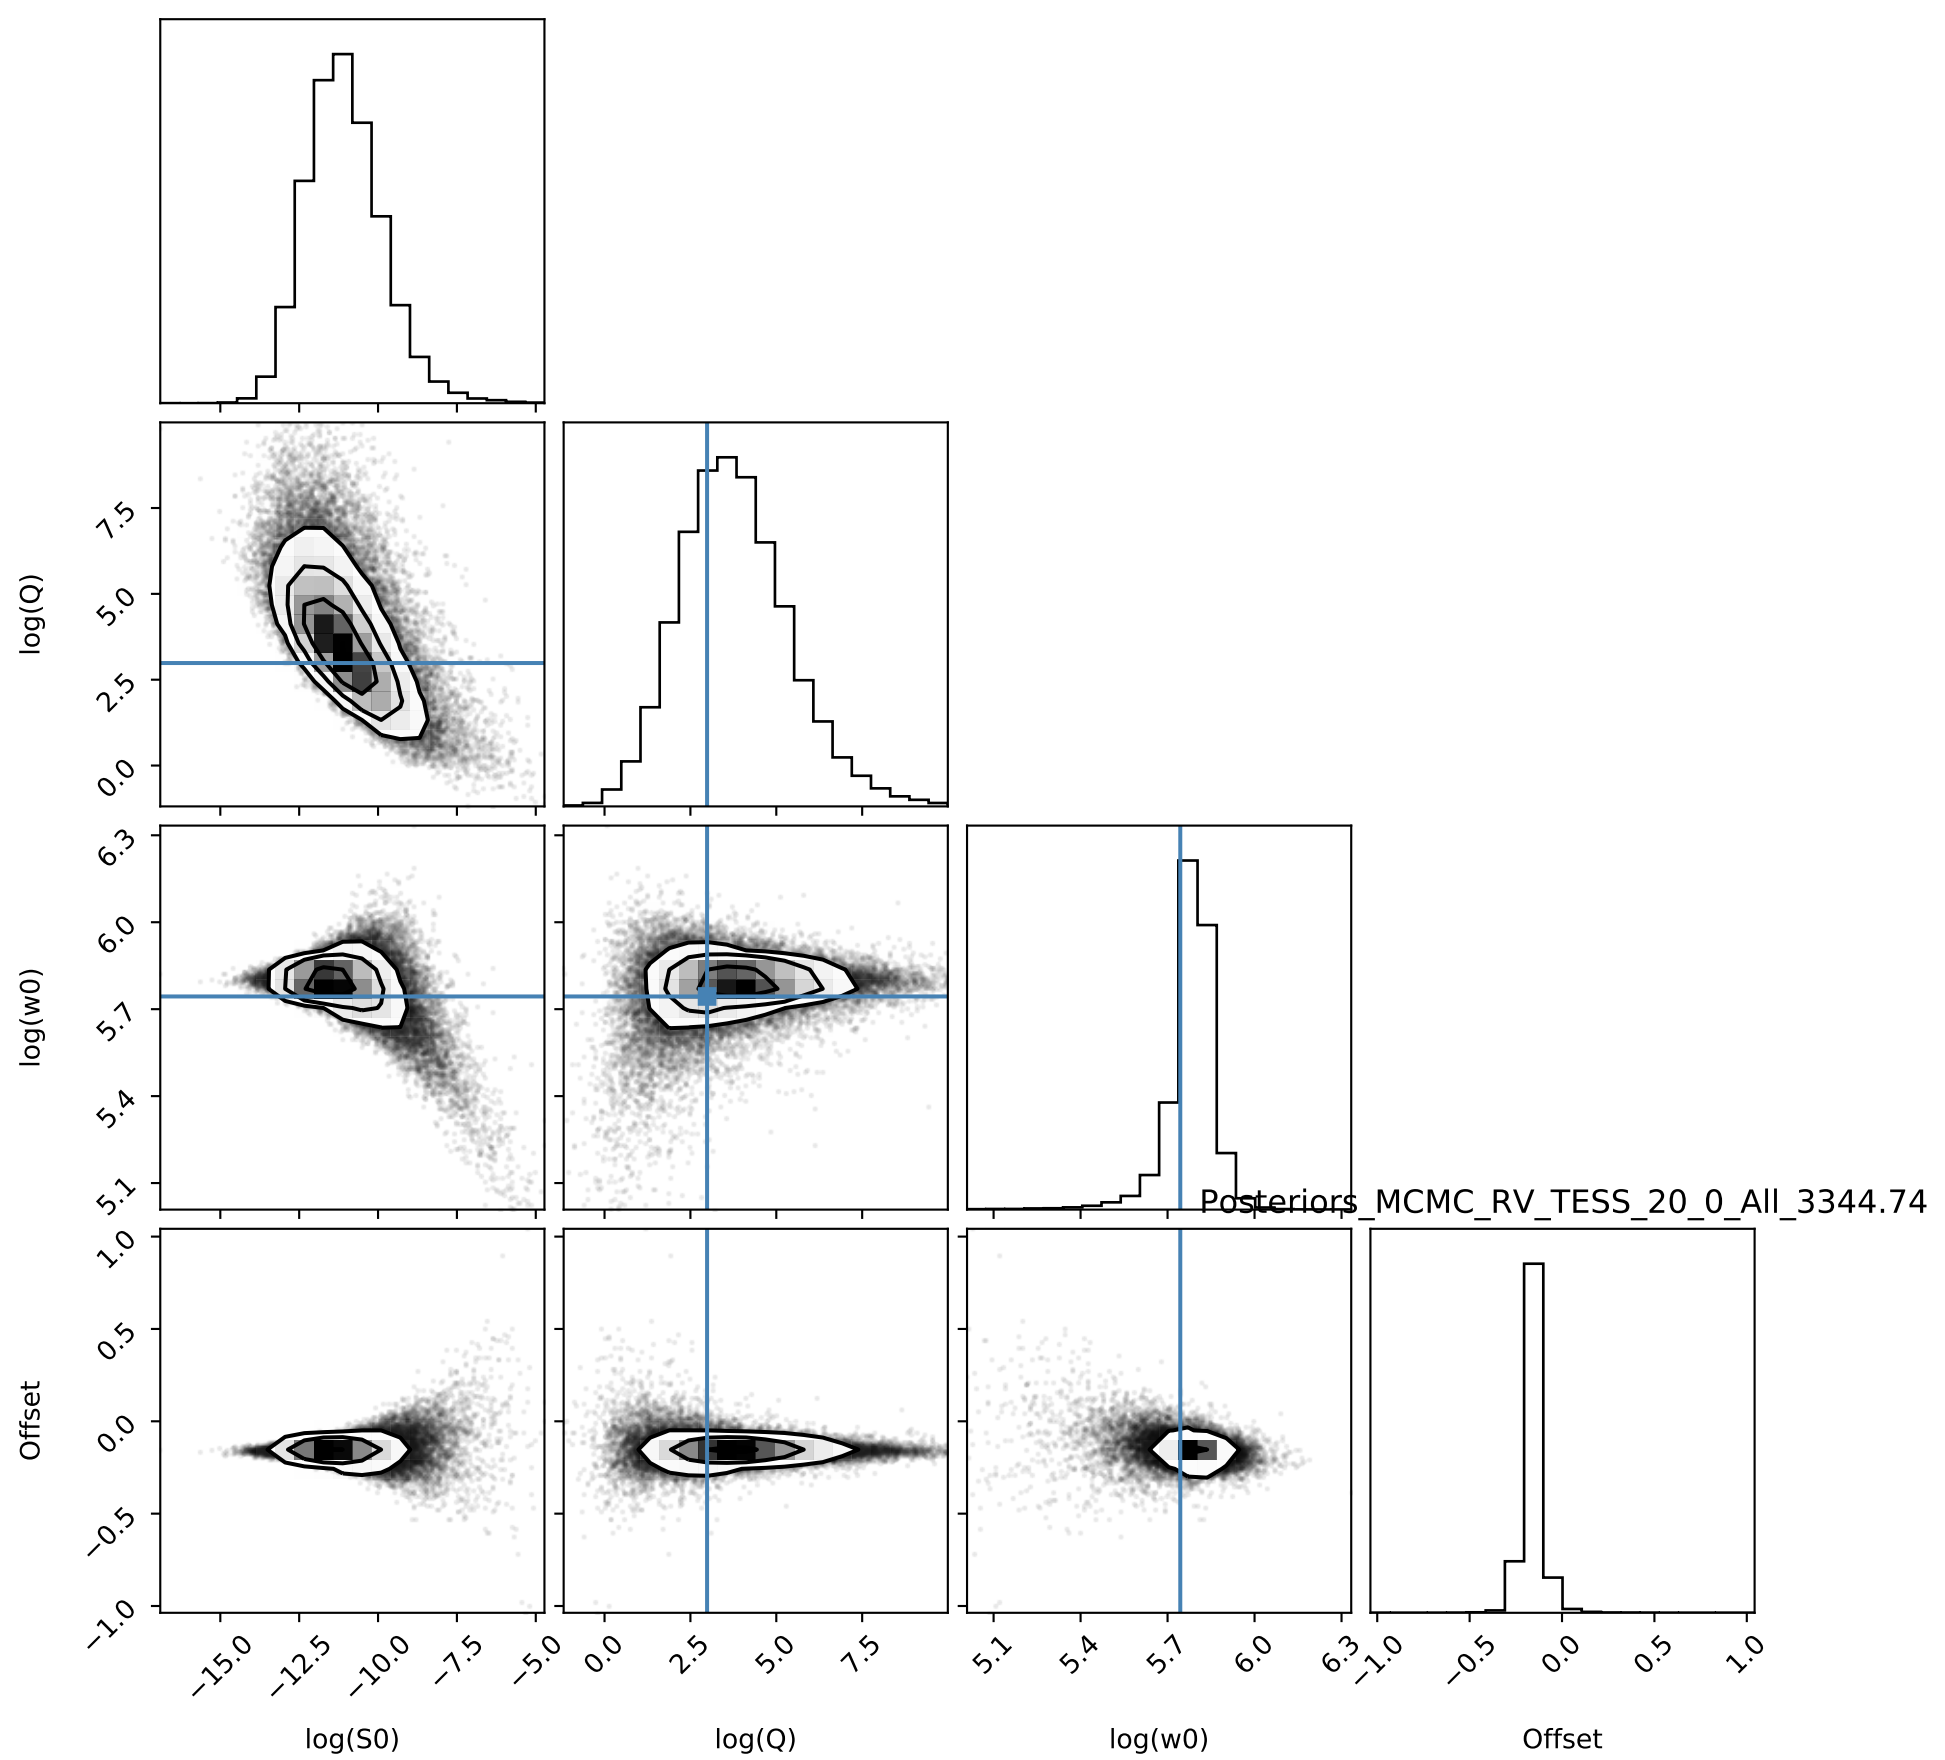 log(Q)
7.5
5.0
2.5
0.0
log(w0)
6.3
6.0
5.7
5.4
5.1
Posteriors_MCMC_RV_TESS_20_0_All_3344.74
Offset
1.0
0.5
0.0
−0.5
−1.0
−15.0 −12.5 −10.0 −7.5 −5.0 0.0 2.5 5.0 7.5 5.1 5.4 5.7 6.0 6.3 −1.0 −0.5 0.0 0.5 1.0
log(S0) log(Q) log(w0) Offset